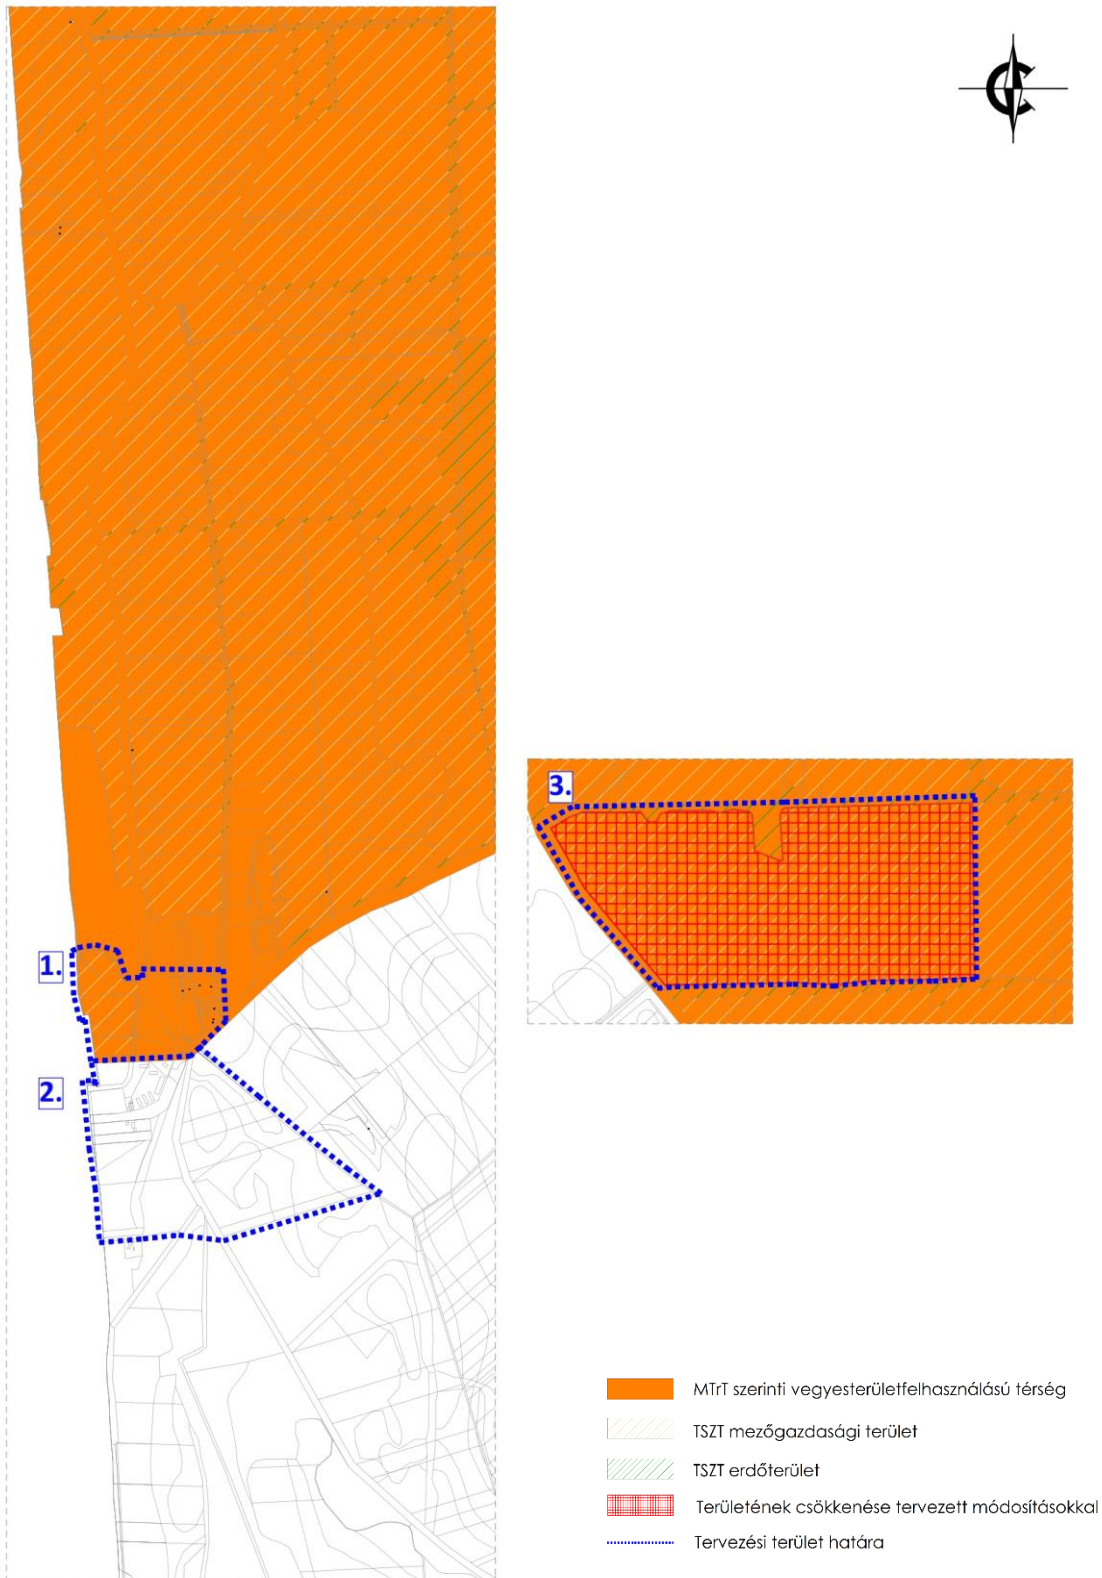 3.
1.
2.
MTrT szerinti vegyesterületfelhasználású térség
TSZT mezőgazdasági terület
TSZT erdőterület
Területének csökkenése tervezett módosításokkal
Tervezési terület határa